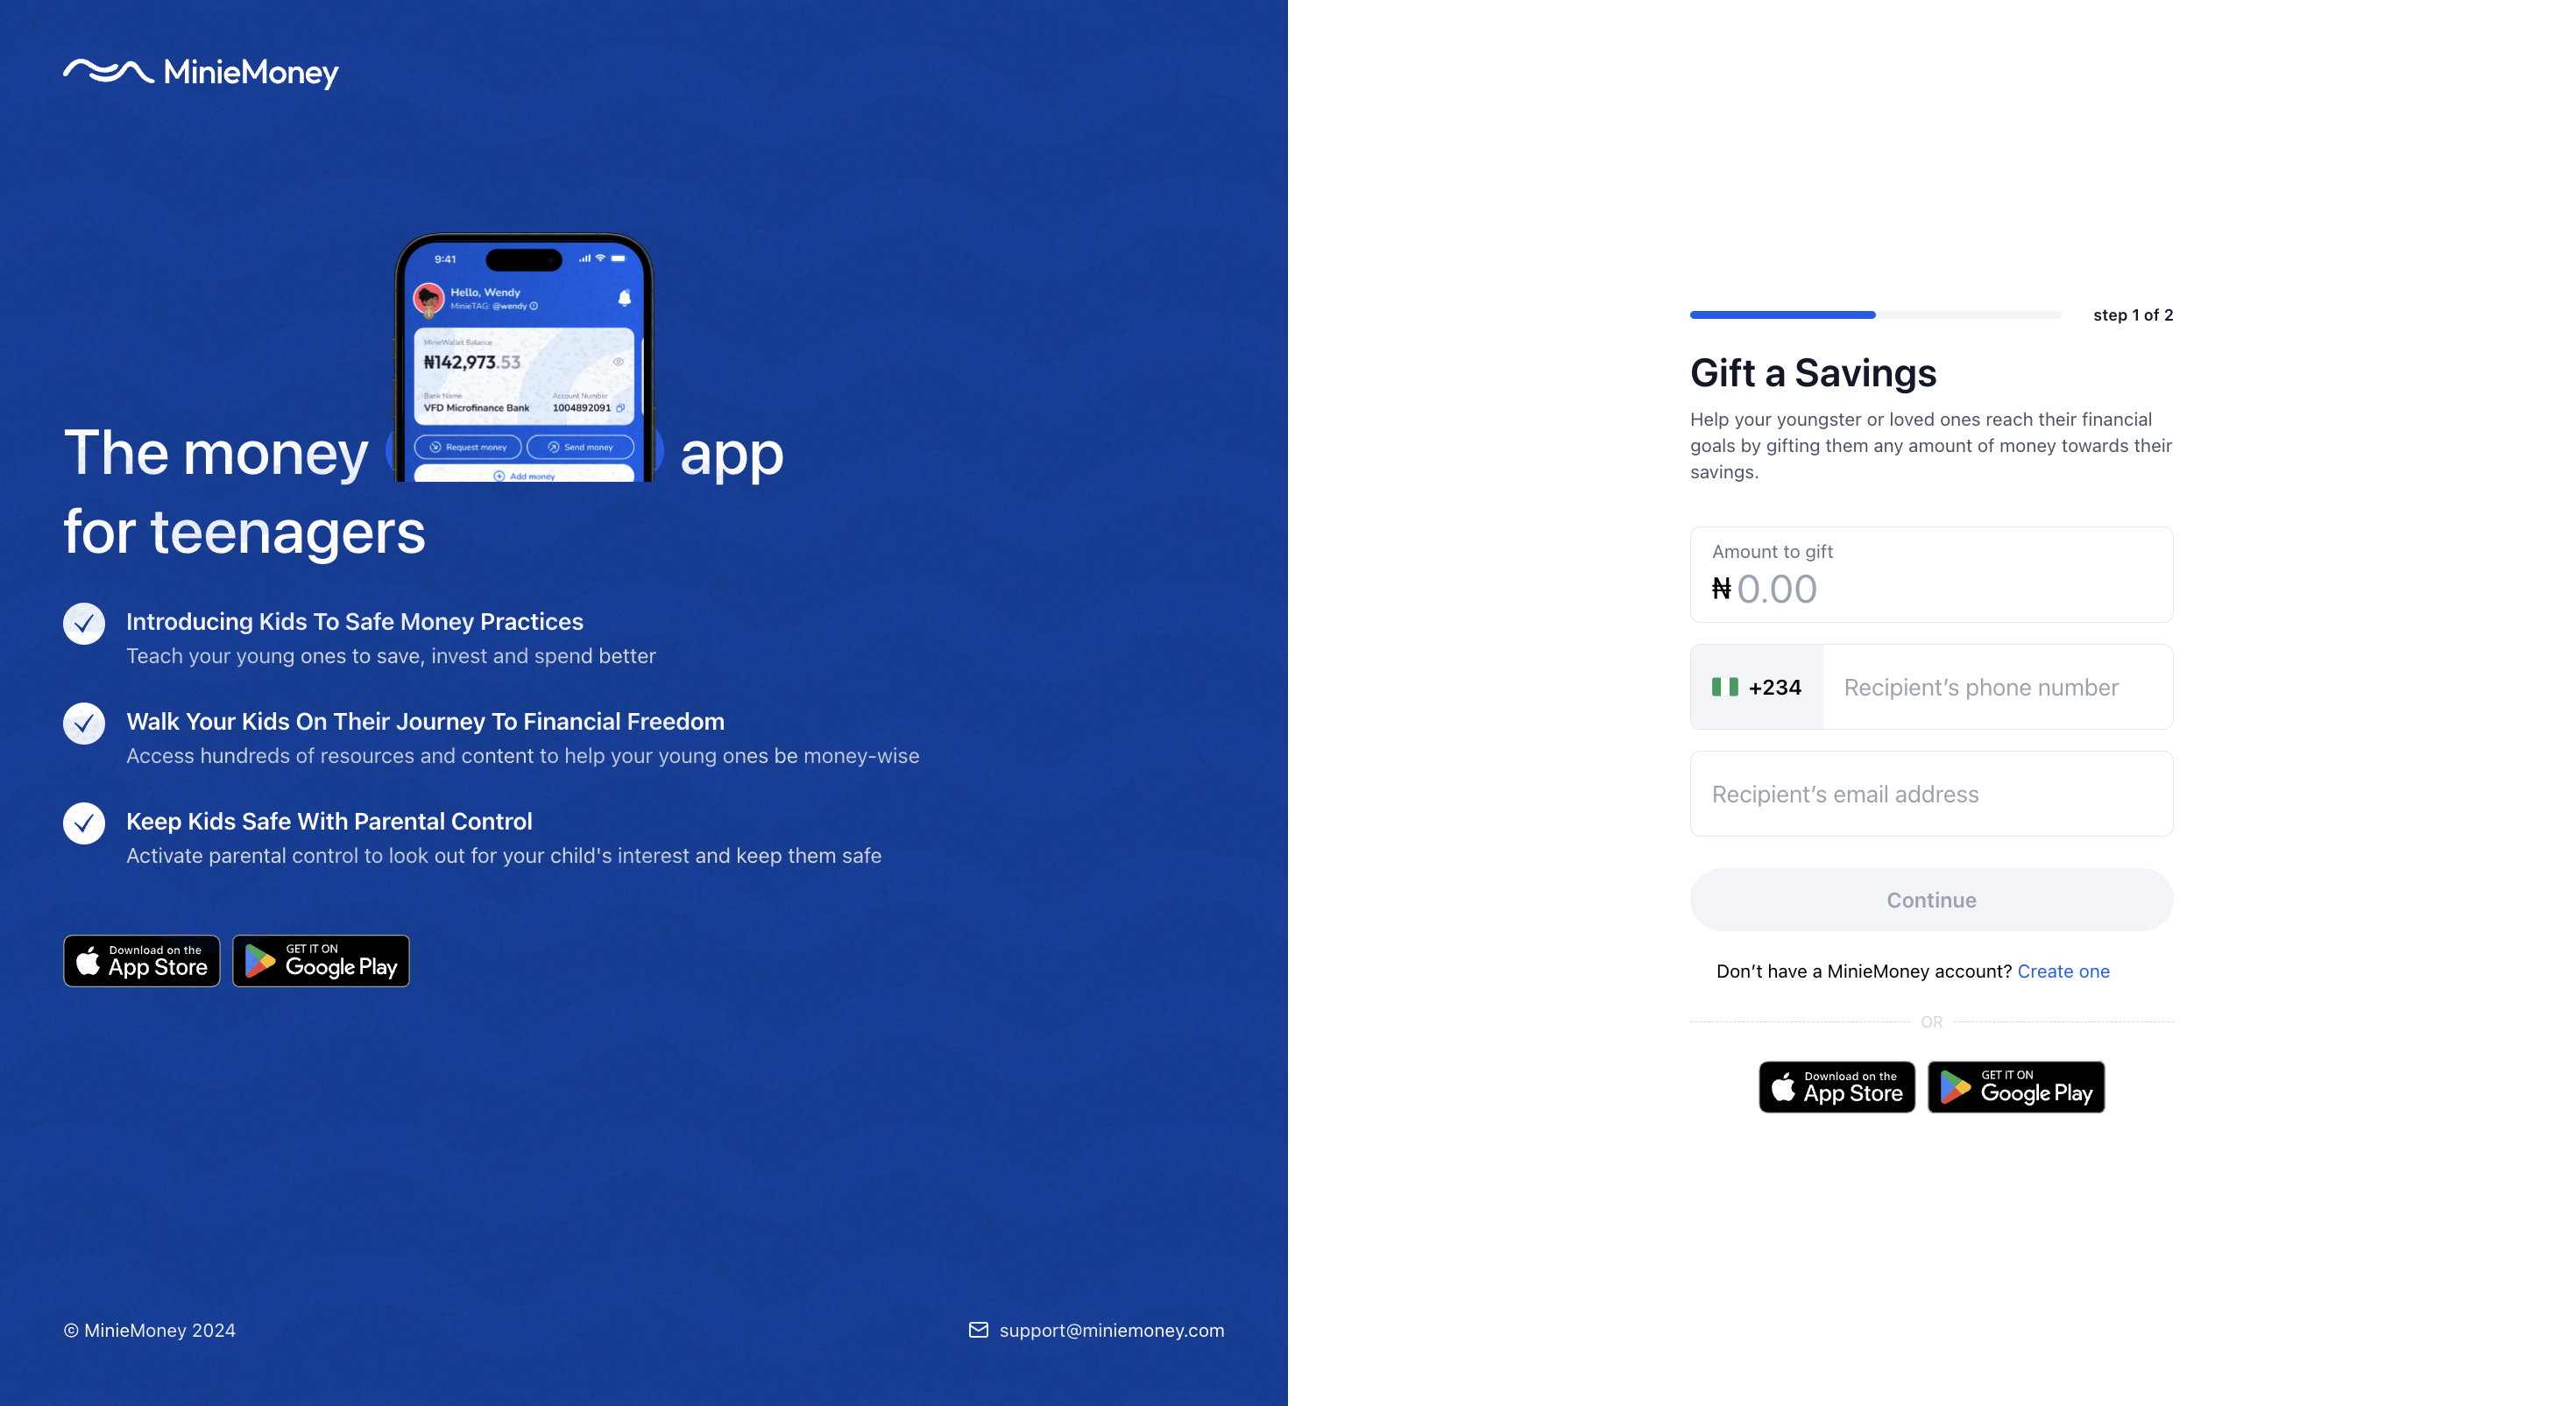 MinieMoney
9:41
Hello, Wendy
MinieTAG: @wendy
MinieWallet Balance
₦142,973.53
Bank Name
Account Number
VFD Microfinance Bank
1004892091
Request money
Send money
Add money
The money app
for teenagers
Introducing Kids To Safe Money Practices
Teach your young ones to save, invest and spend better
Walk Your Kids On Their Journey To Financial Freedom
Access hundreds of resources and content to help your young ones be money-wise
Keep Kids Safe With Parental Control
Activate parental control to look out for your child's interest and keep them safe
Download on the
App Store
GET IT ON
Google Play
© MinieMoney 2024
support@miniemoney.com
step 1 of 2
Gift a Savings
Help your youngster or loved ones reach their financial
goals by gifting them any amount of money towards their
savings.
Amount to gift
₦ 0.00
+234
Recipient’s phone number
Recipient’s email address
Continue
Don’t have a MinieMoney account? Create one
OR
Download on the
App Store
GET IT ON
Google Play